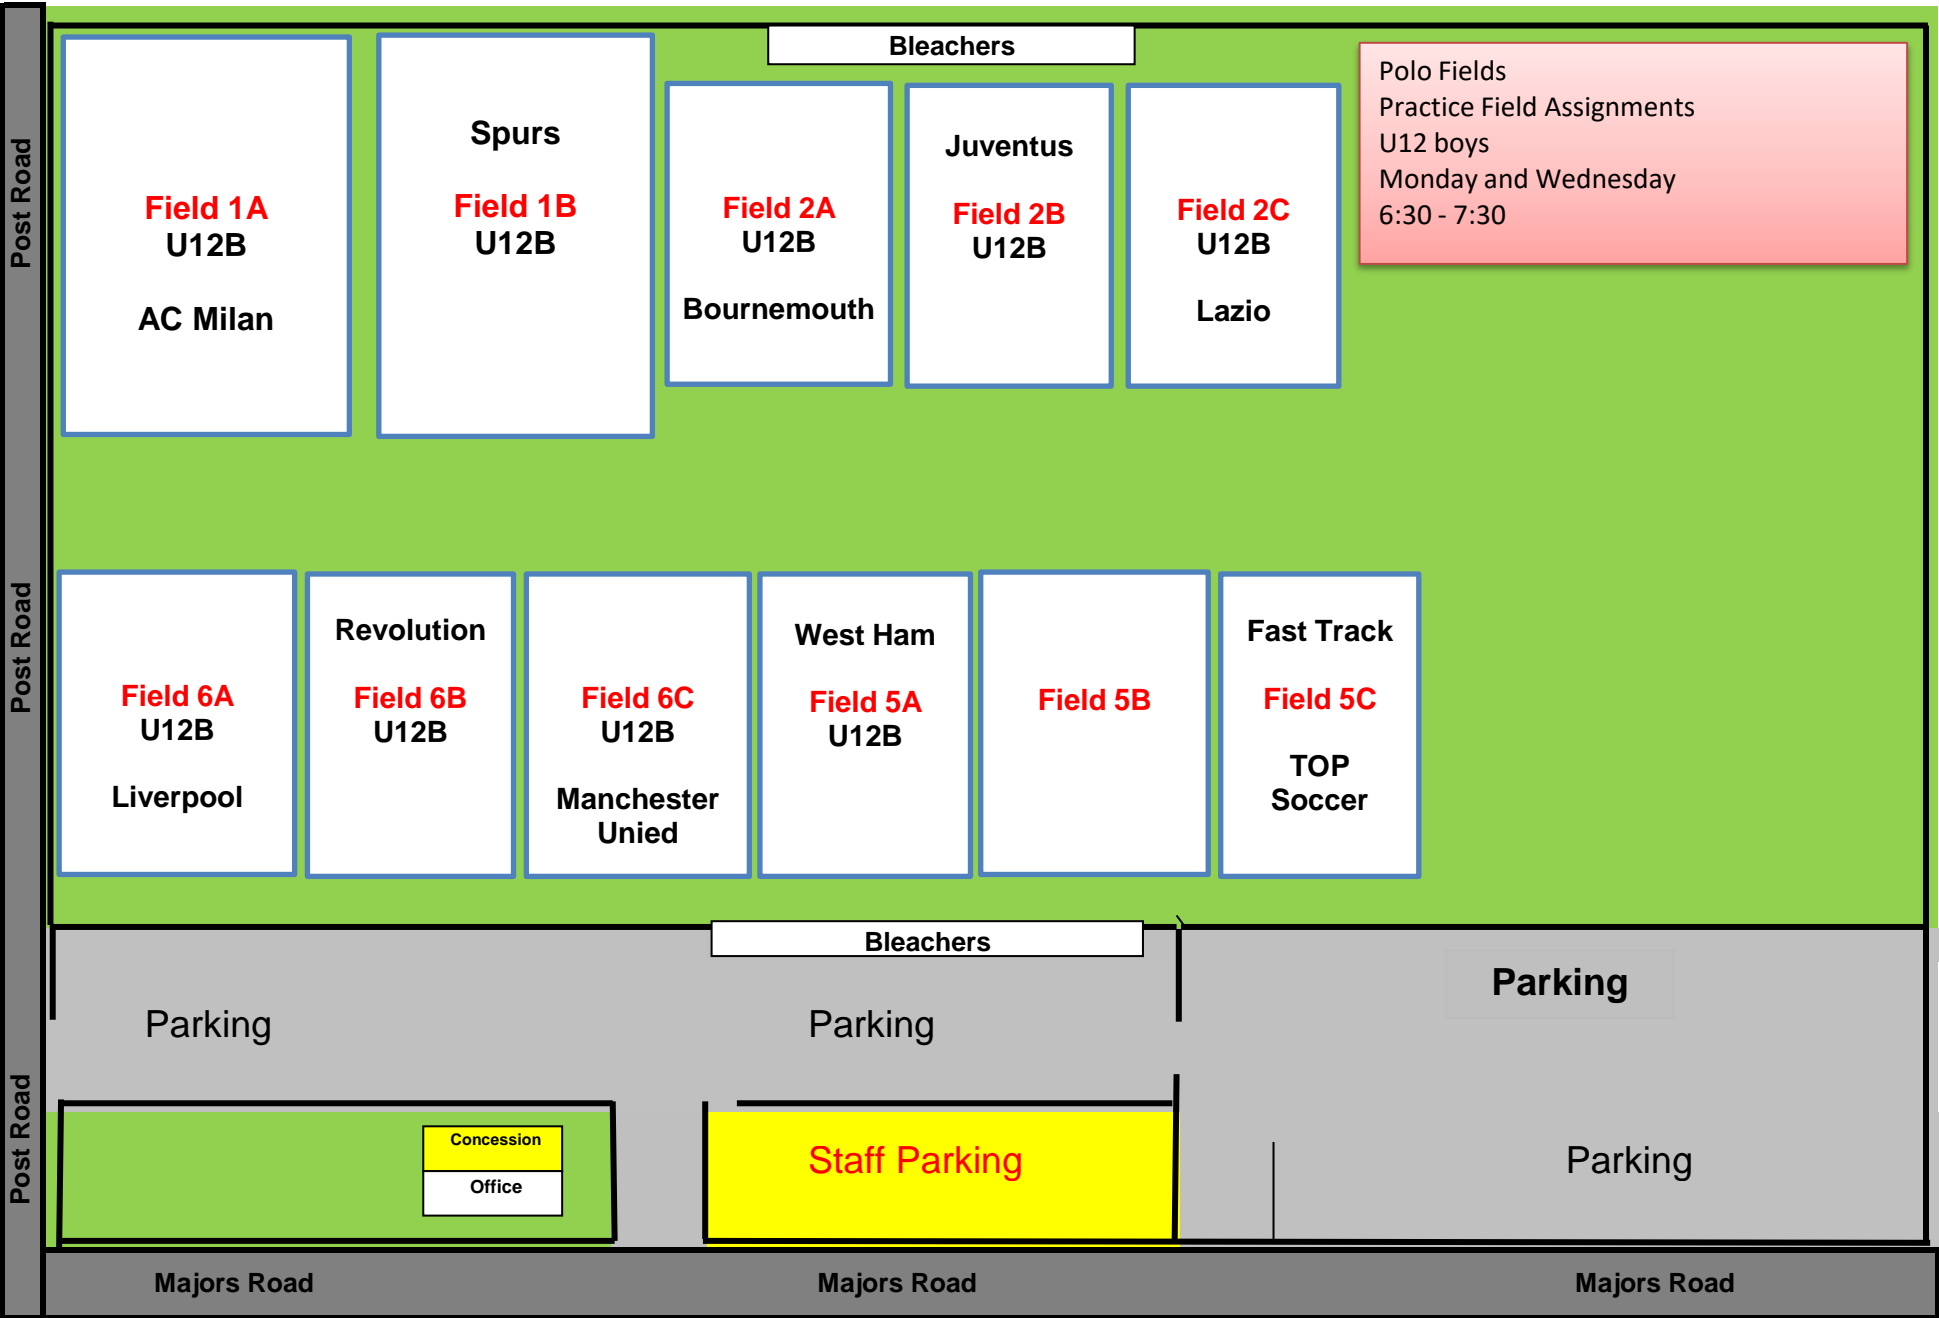 Bleachers
Polo Fields
Practice Field Assignments
U12 boys
Monday and Wednesday
6:30 - 7:30
Post Road
Field 1A
U12B
AC Milan
Spurs
Field 1B
U12B
Field 2A
U12B
Bournemouth
Juventus
Field 2B
U12B
Field 2C
U12B
Lazio
Post Road
Field 6A
U12B
Liverpool
Revolution
Field 6B
U12B
Field 6C
U12B
Manchester
Unied
West Ham
Field 5A
U12B
Field 5B
Fast Track
Field 5C
TOP
Soccer
Bleachers
Parking
Parking
Parking
Post Road
Concession
Office
Staff Parking
Parking
Majors Road
Majors Road
Majors Road